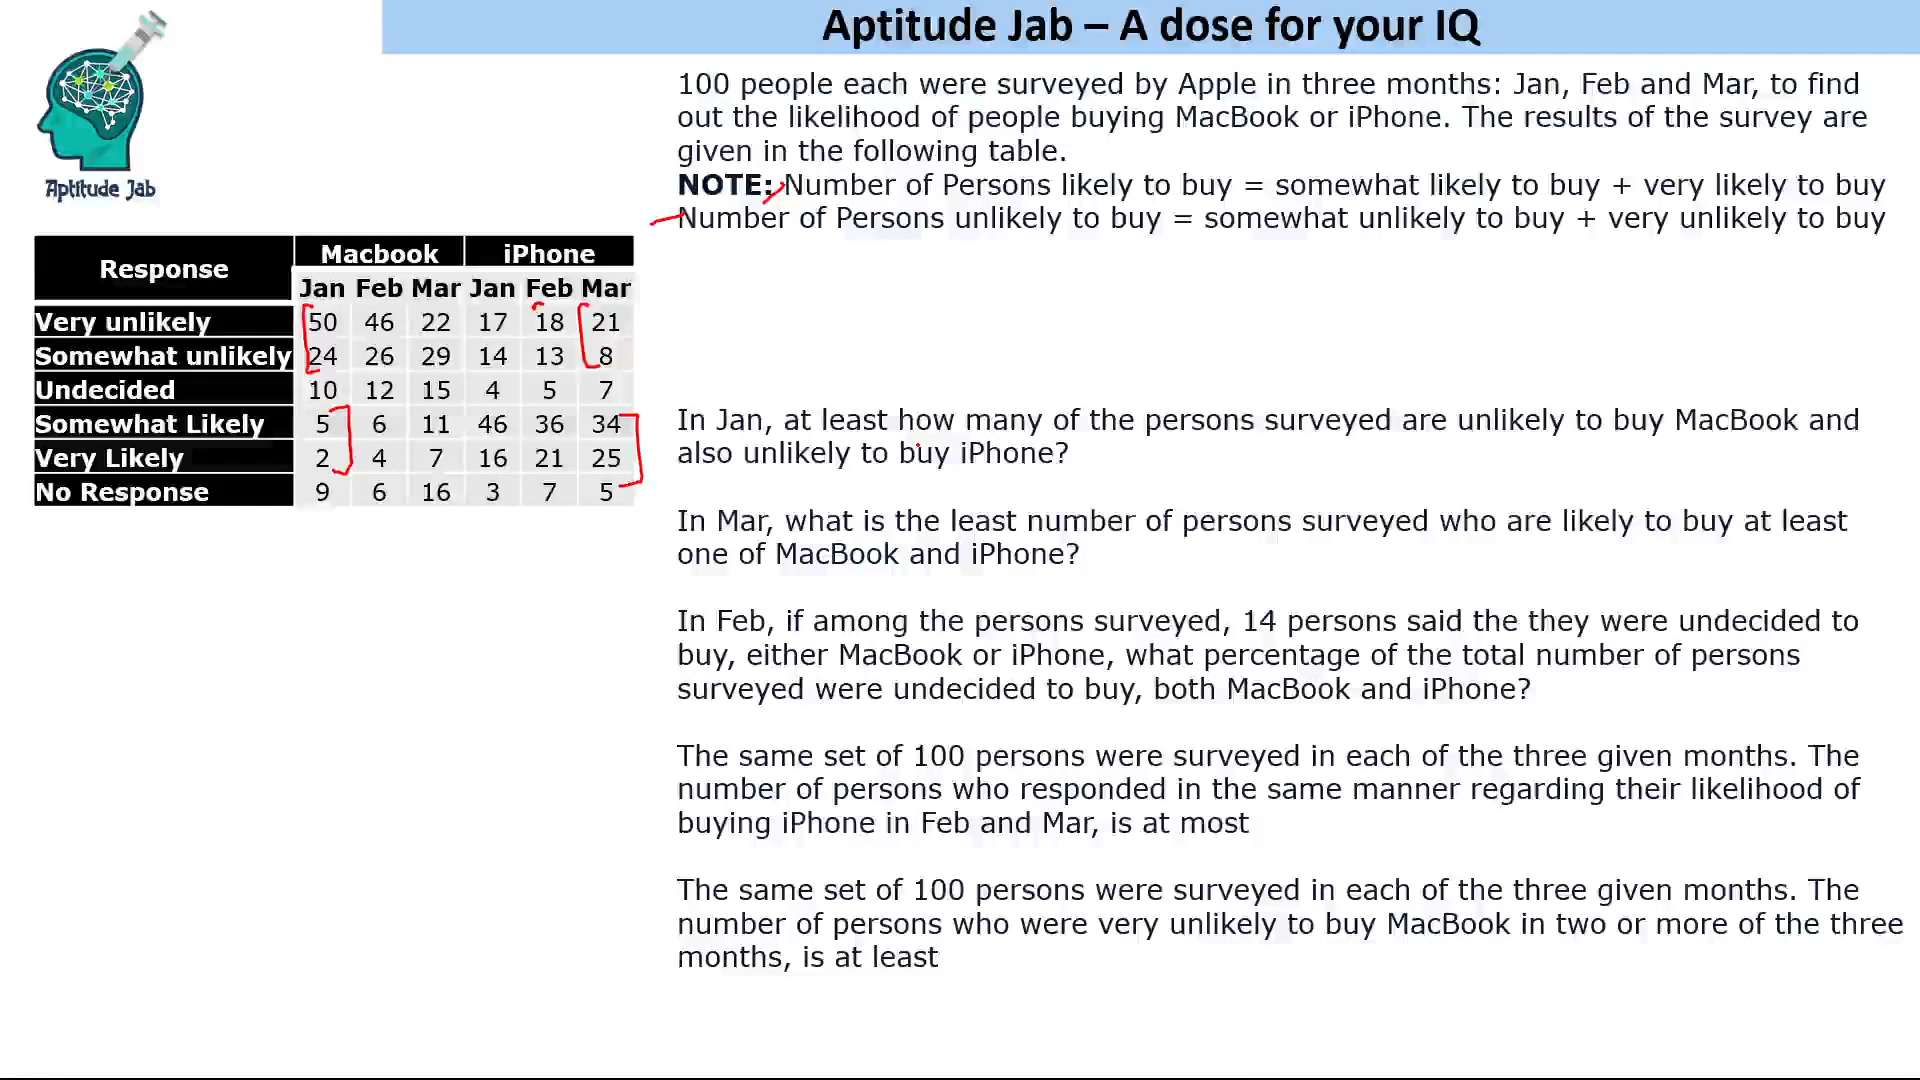 Aptitude Jab – A dose for your IQ
Aptitude Jab
100 people each were surveyed by Apple in three months: Jan, Feb and Mar, to find
out the likelihood of people buying MacBook or iPhone. The results of the survey are
given in the following table.
NOTE: Number of Persons likely to buy = somewhat likely to buy + very likely to buy
Number of Persons unlikely to buy = somewhat unlikely to buy + very unlikely to buy
Response Macbook iPhone
Jan Feb Mar Jan Feb Mar
Very unlikely 50 46 22 17 18 21
Somewhat unlikely 24 26 29 14 13 8
Undecided 10 12 15 4 5 7
Somewhat Likely 5 6 11 46 36 34
Very Likely 2 4 7 16 21 25
No Response 9 6 16 3 7 5
In Jan, at least how many of the persons surveyed are unlikely to buy MacBook and
also unlikely to buy iPhone?
In Mar, what is the least number of persons surveyed who are likely to buy at least
one of MacBook and iPhone?
In Feb, if among the persons surveyed, 14 persons said the they were undecided to
buy, either MacBook or iPhone, what percentage of the total number of persons
surveyed were undecided to buy, both MacBook and iPhone?
The same set of 100 persons were surveyed in each of the three given months. The
number of persons who responded in the same manner regarding their likelihood of
buying iPhone in Feb and Mar, is at most
The same set of 100 persons were surveyed in each of the three given months. The
number of persons who were very unlikely to buy MacBook in two or more of the three
months, is at least